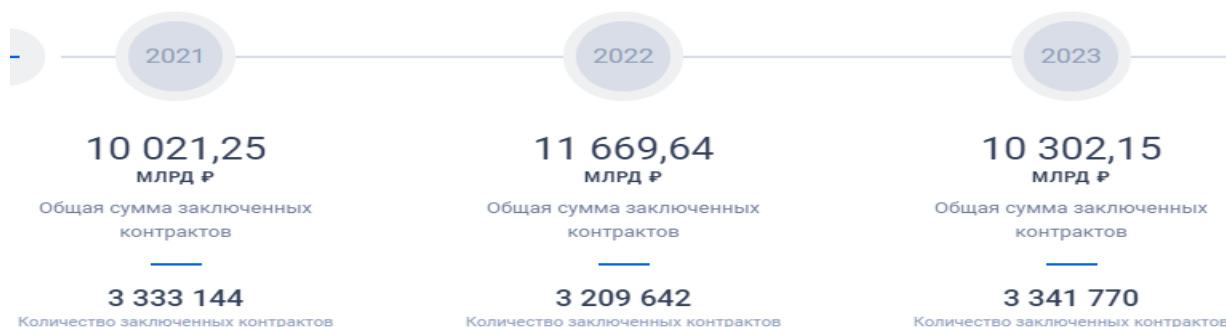 2021
10 021,25
МЛРД ₽
Общая сумма заключенных
контрактов
3 333 144
Количество заключенных контрактов
2022
11 669,64
МЛРД ₽
Общая сумма заключенных
контрактов
3 209 642
Количество заключенных контрактов
2023
10 302,15
МЛРД ₽
Общая сумма заключенных
контрактов
3 341 770
Количество заключенных контрактов